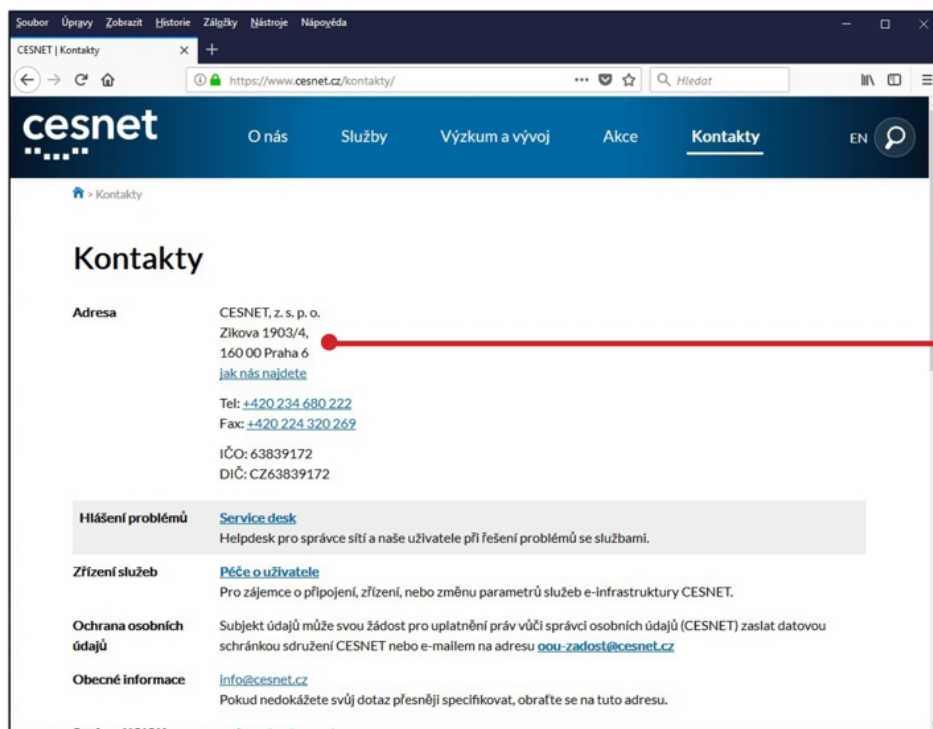 Soubor Úpravy Zobrazit Historie Záložky Nástroje Nápověda
CESNET | Kontakty
https://www.cesnet.cz/kontakty/
Hledat
cesnet
O nás Služby Výzkum a vývoj Akce Kontakty EN
> Kontakty
Kontakty
Adresa CESNET, z. s. p. o.
Zikova 1903/4,
160 00 Praha 6
jak nás najdete
Tel: +420 234 680 222
Fax: +420 224 320 269
IČO: 63839172
DIČ: CZ63839172
Hlášení problémů Service desk
Helpdesk pro správce sítí a naše uživatele při řešení problémů se službami.
Zřízení služeb Péče o uživatele
Pro zájemce o připojení, zřízení, nebo změnu parametrů služeb e-infrastruktury CESNET.
Ochrana osobních údajů Subjekt údajů může svou žádost pro uplatnění práv vůči správci osobních údajů (CESNET) zaslat datovou
schránkou sdružení CESNET nebo e-mailem na adresu oou-zadost@cesnet.cz
Obecné informace info@cesnet.cz
Pokud nedokážete svůj dotaz přesněji specifikovat, obraťte se na tuto adresu.